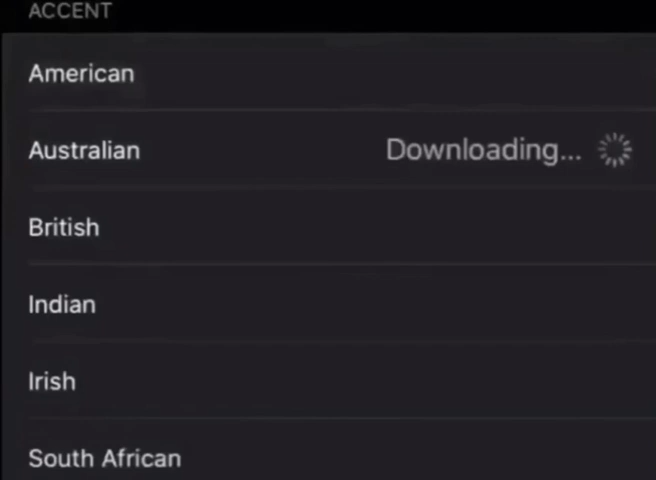 ACCENT
American
Australian Downloading...
British
Indian
Irish
South African